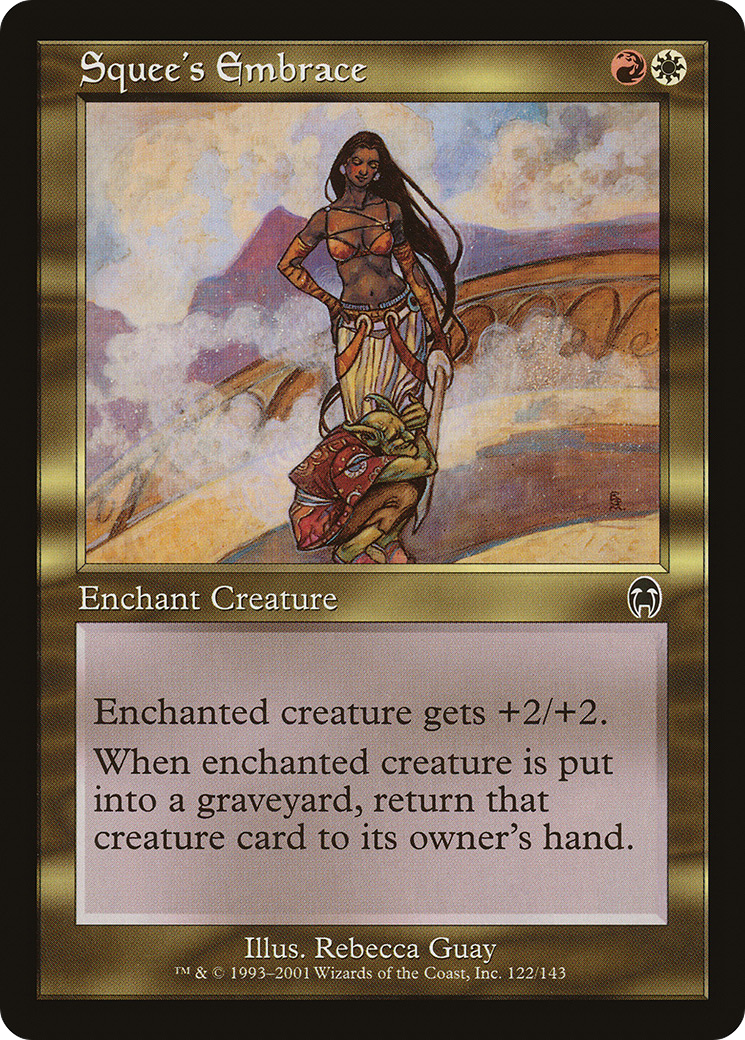 Squee's Embrace
Enchant Creature
Enchanted creature gets +2/+2.
When enchanted creature is put
into a graveyard, return that
creature card to its owner's hand.
Illus. Rebecca Guay
™ & © 1993–2001 Wizards of the Coast, Inc. 122/143